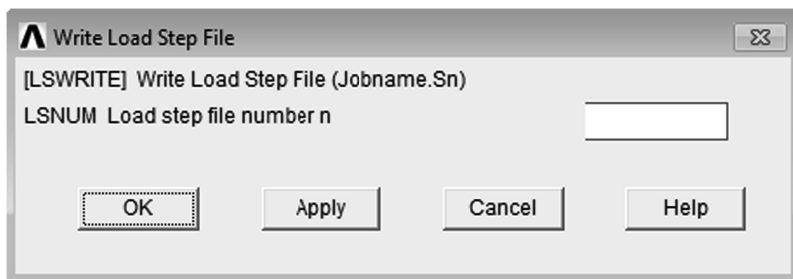 Write Load Step File
[LSWRITE] Write Load Step File (Jobname.Sn)
LSNUM Load step file number n
OK Apply Cancel Help